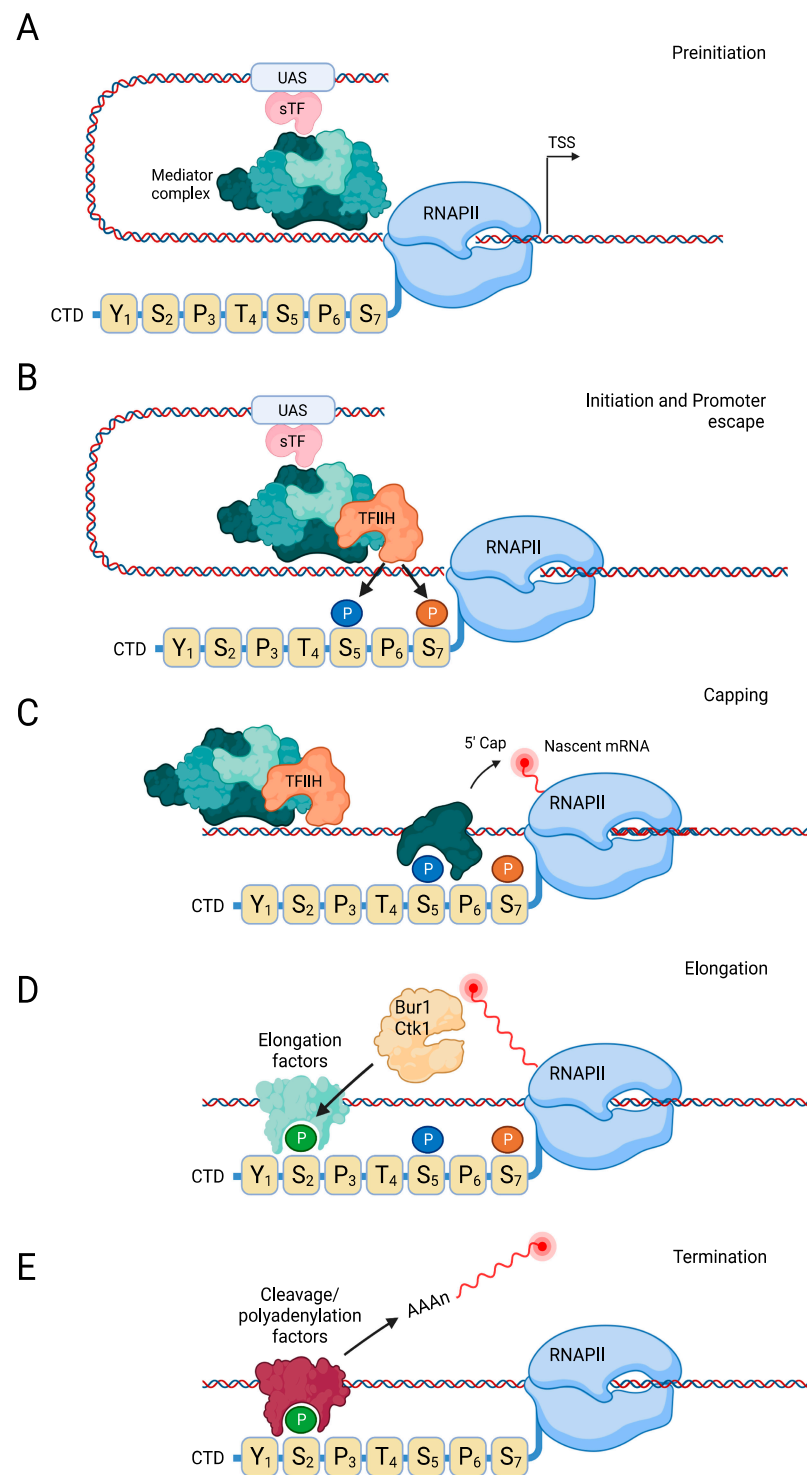 A
Preinitiation
UAS
sTF
Mediator
complex
TSS
RNAPII
CTD Y₁ S₂ P₃ T₄ S₅ P₆ S₇
B
Initiation and Promoter
escape
UAS
sTF
TFIIH
RNAPII
P P
CTD Y₁ S₂ P₃ T₄ S₅ P₆ S₇
C
Capping
5' Cap
Nascent mRNA
TFIIH
RNAPII
P P
CTD Y₁ S₂ P₃ T₄ S₅ P₆ S₇
D
Elongation
Bur1
Ctk1
Elongation
factors
RNAPII
P P P
CTD Y₁ S₂ P₃ T₄ S₅ P₆ S₇
E
Termination
Cleavage/
polyadenylation
factors
AAAn
RNAPII
P
CTD Y₁ S₂ P₃ T₄ S₅ P₆ S₇